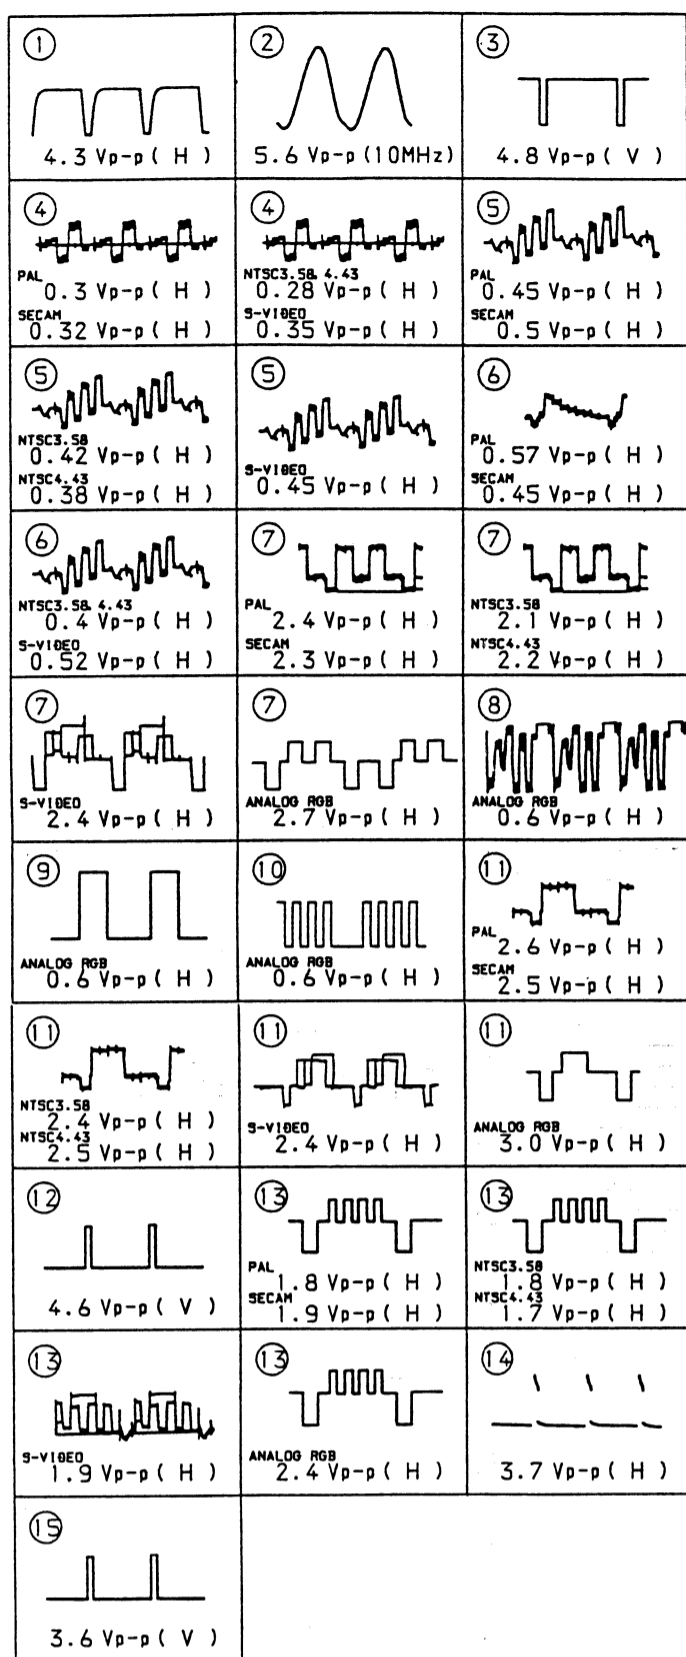 ①
4.3 Vp-p ( H )
②
5.6 Vp-p (10MHz)
③
4.8 Vp-p ( V )
④
PAL
0.3 Vp-p ( H )
SECAM
0.32 Vp-p ( H )
④
NTSC3.58. 4.43
0.28 Vp-p ( H )
S-VIDEO
0.35 Vp-p ( H )
⑤
PAL
0.45 Vp-p ( H )
SECAM
0.5 Vp-p ( H )
⑤
NTSC3.58
0.42 Vp-p ( H )
NTSC4.43
0.38 Vp-p ( H )
⑤
S-VIDEO
0.45 Vp-p ( H )
⑥
PAL
0.57 Vp-p ( H )
SECAM
0.45 Vp-p ( H )
⑥
NTSC3.58. 4.43
0.4 Vp-p ( H )
S-VIDEO
0.52 Vp-p ( H )
⑦
PAL
2.4 Vp-p ( H )
SECAM
2.3 Vp-p ( H )
⑦
NTSC3.58
2.1 Vp-p ( H )
NTSC4.43
2.2 Vp-p ( H )
⑦
S-VIDEO
2.4 Vp-p ( H )
⑦
ANALOG RGB
2.7 Vp-p ( H )
⑧
ANALOG RGB
0.6 Vp-p ( H )
⑨
ANALOG RGB
0.6 Vp-p ( H )
⑩
ANALOG RGB
0.6 Vp-p ( H )
⑪
PAL
2.6 Vp-p ( H )
SECAM
2.5 Vp-p ( H )
⑪
NTSC3.58
2.4 Vp-p ( H )
NTSC4.43
2.5 Vp-p ( H )
⑪
S-VIDEO
2.4 Vp-p ( H )
⑪
ANALOG RGB
3.0 Vp-p ( H )
⑫
4.6 Vp-p ( V )
⑬
PAL
1.8 Vp-p ( H )
SECAM
1.9 Vp-p ( H )
⑬
NTSC3.58
1.8 Vp-p ( H )
NTSC4.43
1.7 Vp-p ( H )
⑬
S-VIDEO
1.9 Vp-p ( H )
⑬
ANALOG RGB
2.4 Vp-p ( H )
⑭
3.7 Vp-p ( H )
⑮
3.6 Vp-p ( V )